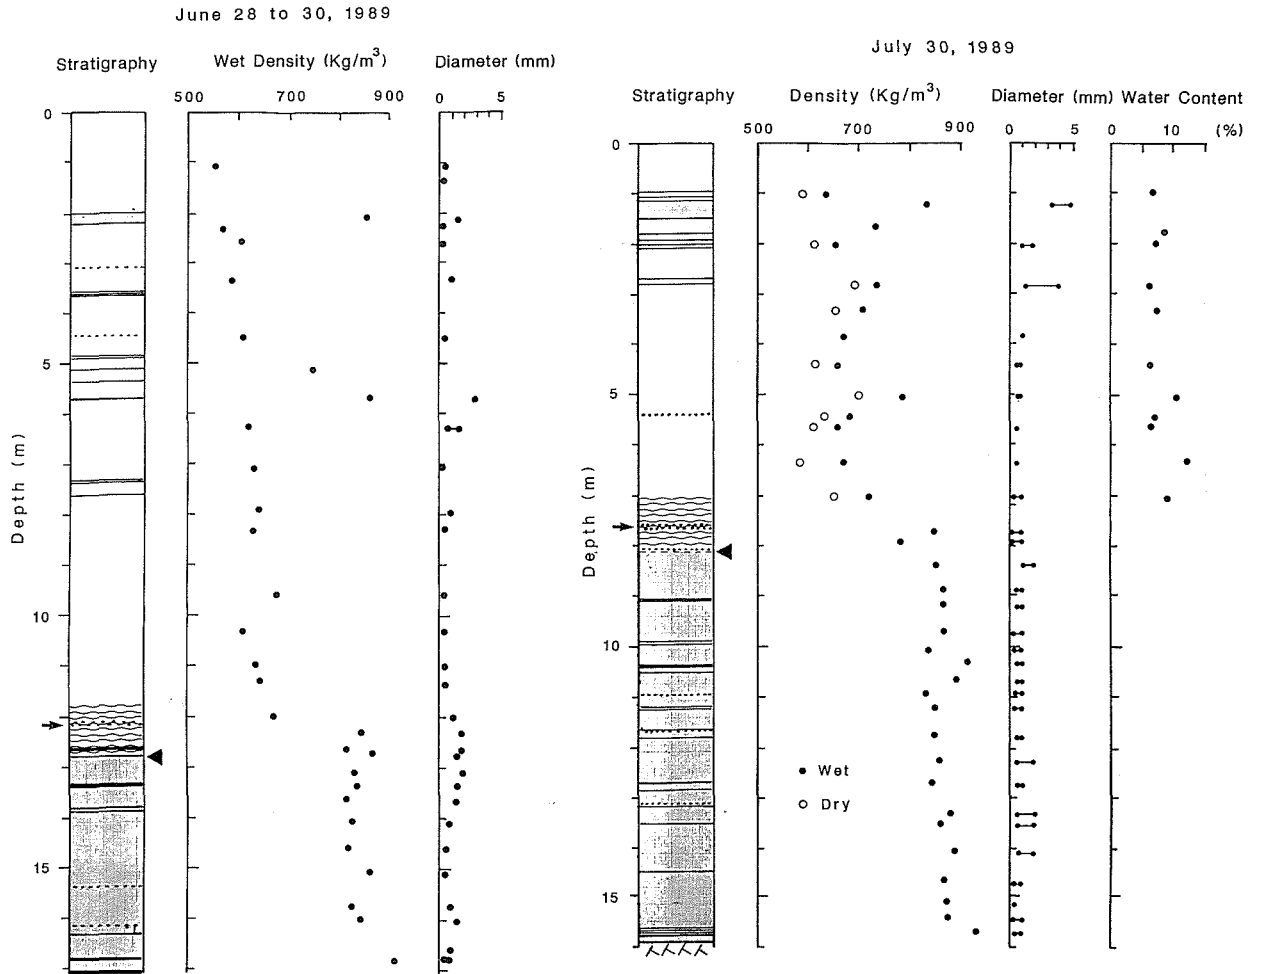 June 28 to 30, 1989
Stratigraphy Wet Density (Kg/m³) Diameter (mm)
500 700 900 0 5
0
5
10
15
Depth (m)
July 30, 1989
Stratigraphy Density (Kg/m³) Diameter (mm) Water Content
500 700 900 0 5 0 10 (%)
0
5
10
15
Depth (m)
Wet
Dry